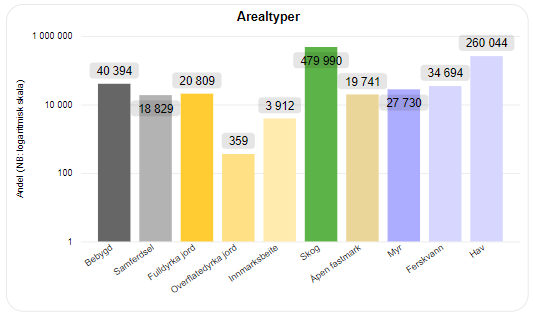 Arealtyper
Andel (NB: logaritmisk skala)
1 000 000
10 000
100
1
40 394
18 829
20 809
359
3 912
479 990
19 741
27 730
34 694
260 044
Bebygd
Samferdsel
Fulldyrka jord
Overflatedyrka jord
Innmarksbeite
Skog
Åpen fastmark
Myr
Ferskvann
Hav